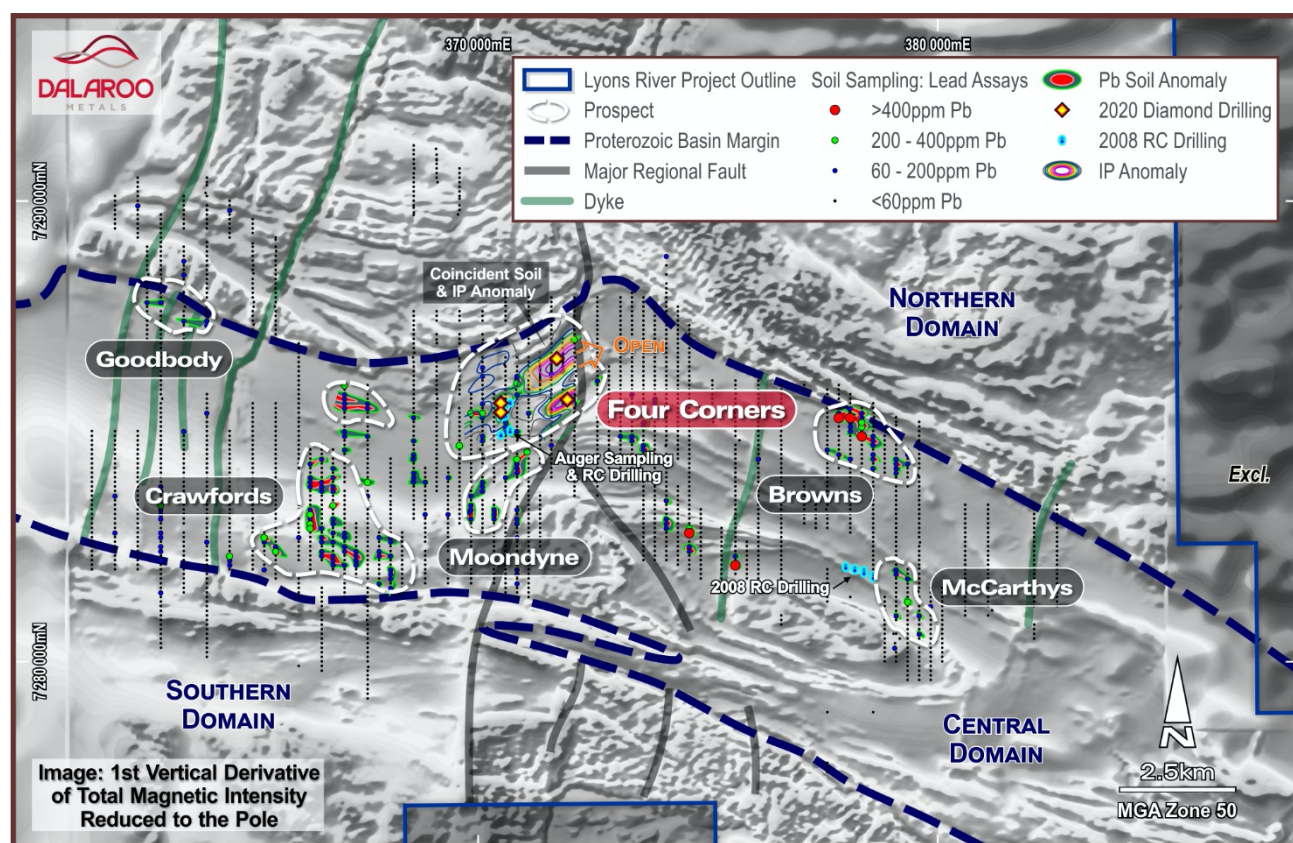 DALAROO
METALS
370 000mE
380 000mE
7 290 000mN
7 280 000mN
Lyons River Project Outline
Prospect
Proterozoic Basin Margin
Major Regional Fault
Dyke
Soil Sampling: Lead Assays
>400ppm Pb
200 - 400ppm Pb
60 - 200ppm Pb
<60ppm Pb
Pb Soil Anomaly
2020 Diamond Drilling
2008 RC Drilling
IP Anomaly
Coincident Soil
& IP Anomaly
NORTHERN
DOMAIN
OPEN
Goodbody
Four Corners
Auger Sampling
& RC Drilling
Crawfords
Browns
Excl.
Moondyne
2008 RC Drilling
McCarthys
SOUTHERN
DOMAIN
CENTRAL
DOMAIN
N
2.5km
MGA Zone 50
Image: 1st Vertical Derivative
of Total Magnetic Intensity
Reduced to the Pole